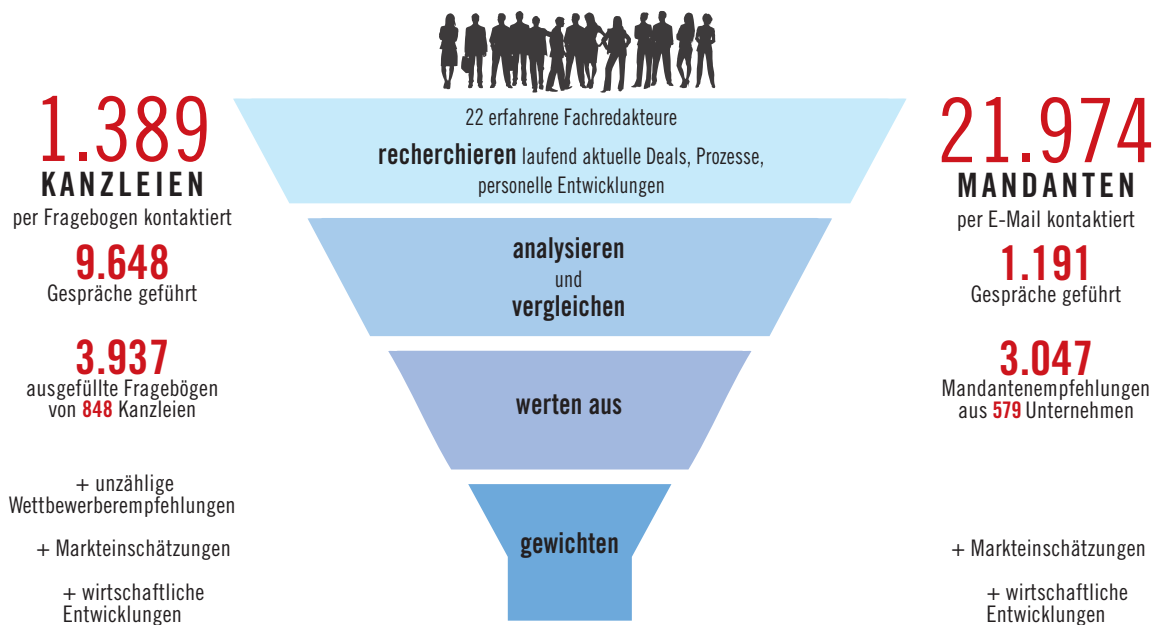 1.389
KANZLEIEN
per Fragebogen kontaktiert
9.648
Gespräche geführt
3.937
ausgefüllte Fragebögen
von 848 Kanzleien
+ unzählige
Wettbewerberempfehlungen
+ Markteinschätzungen
+ wirtschaftliche
Entwicklungen
22 erfahrene Fachredakteure
recherchieren laufend aktuelle Deals, Prozesse,
personelle Entwicklungen
analysieren
und
vergleichen
werten aus
gewichten
21.974
MANDANTEN
per E-Mail kontaktiert
1.191
Gespräche geführt
3.047
Mandantenempfehlungen
aus 579 Unternehmen
+ Markteinschätzungen
+ wirtschaftliche
Entwicklungen